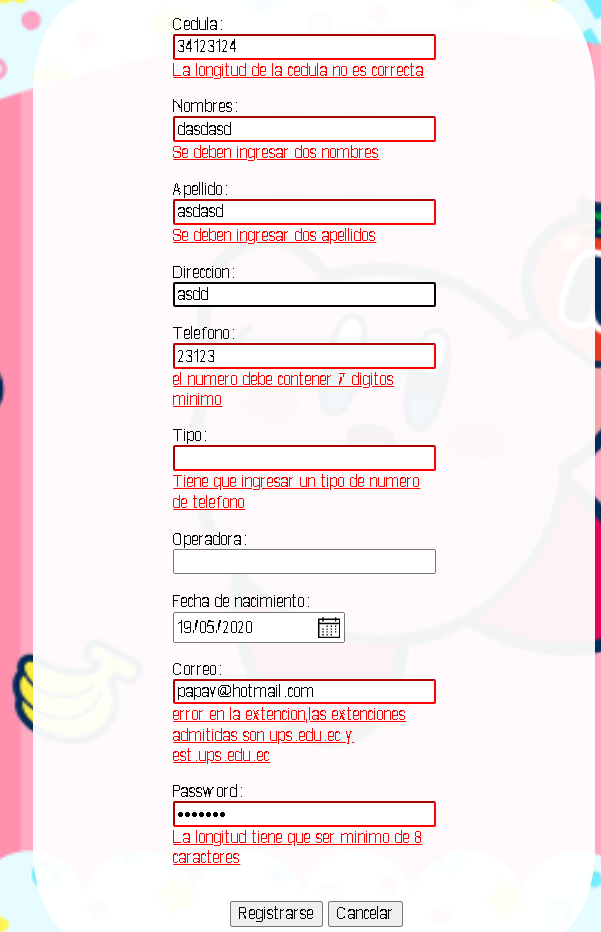 Cedula:
34123124
La longitud de la cedula no es correcta
Nombres:
dasdasd
Se deben ingresar dos nombres
Apellido:
asdasd
Se deben ingresar dos apellidos
Direccion:
asdd
Telefono:
23123
el numero debe contener 7 digitos
minimo
Tipo:
Tiene que ingresar un tipo de numero
de telefono
Operadora:
Fecha de nacimiento:
19/05/2020
Correo:
papav@hotmail.com
error en la extencion,las extenciones
admitidas son ups.edu.ec y
est.ups.edu.ec
Password:
•••••••
La longitud tiene que ser minimo de 8
caracteres
Registrarse Cancelar